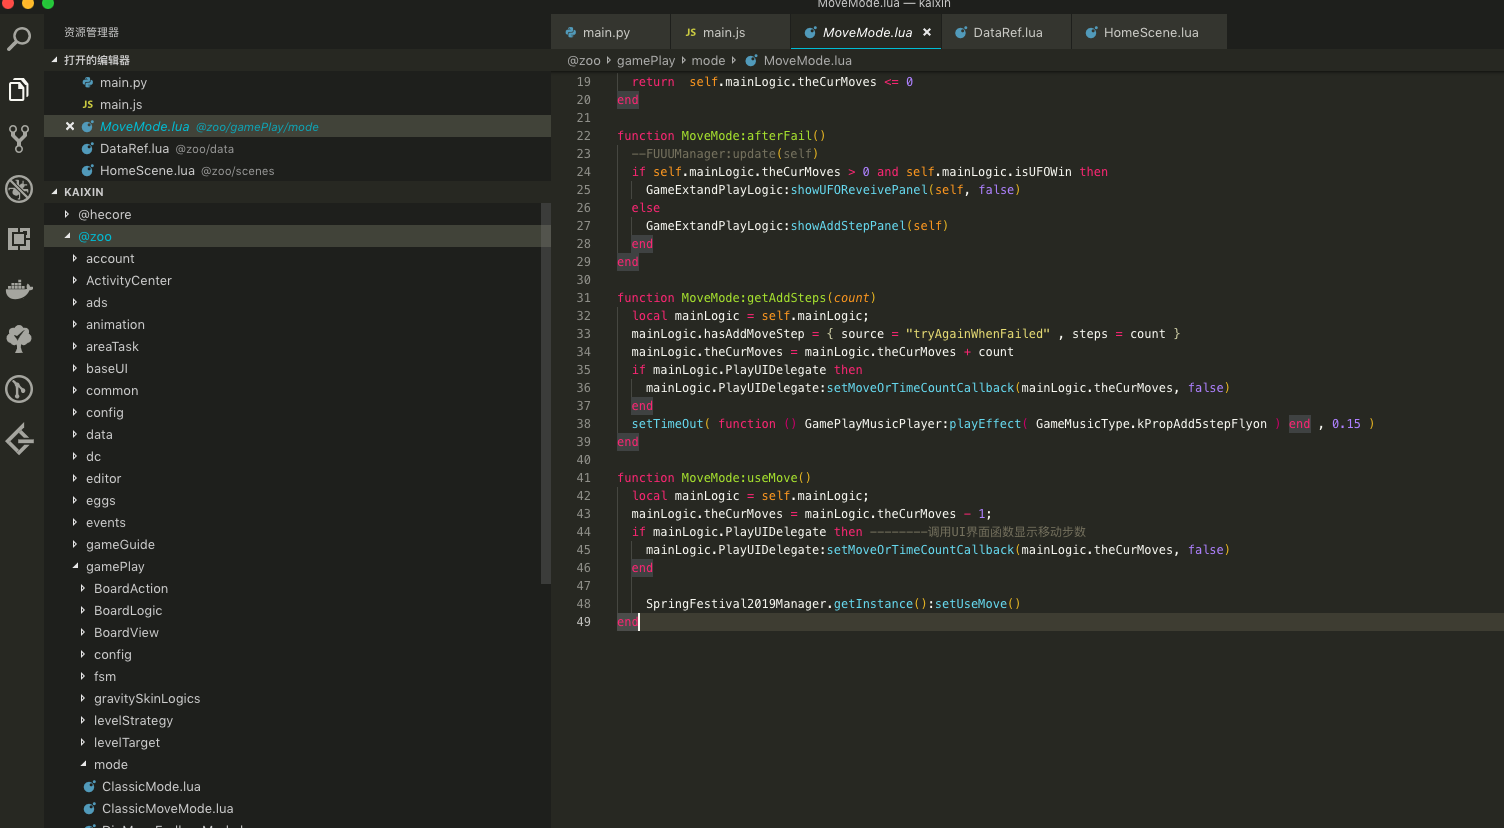 MoveMode.lua — kaixin
资源管理器
打开的编辑器
main.py
JS main.js
MoveMode.lua @zoo/gamePlay/mode
DataRef.lua @zoo/data
HomeScene.lua @zoo/scenes
KAIXIN
@hecore
@zoo
account
ActivityCenter
ads
animation
areaTask
baseUI
common
config
data
dc
editor
eggs
events
gameGuide
gamePlay
BoardAction
BoardLogic
BoardView
config
fsm
gravitySkinLogics
levelStrategy
levelTarget
mode
ClassicMode.lua
ClassicMoveMode.lua
main.py
JS main.js
MoveMode.lua
DataRef.lua
HomeScene.lua
@zoo gamePlay mode MoveMode.lua
19 return  self.mainLogic.theCurMoves <= 0
20 end
21
22 function MoveMode:afterFail()
23 --FUUUManager:update(self)
24 if self.mainLogic.theCurMoves > 0 and self.mainLogic.isUFOWin then
25 GameExtandPlayLogic:showUFOReveivePanel(self, false)
26 else
27 GameExtandPlayLogic:showAddStepPanel(self)
28 end
29 end
30
31 function MoveMode:getAddSteps(count)
32 local mainLogic = self.mainLogic;
33 mainLogic.hasAddMoveStep = { source = "tryAgainWhenFailed" , steps = count }
34 mainLogic.theCurMoves = mainLogic.theCurMoves + count
35 if mainLogic.PlayUIDelegate then
36 mainLogic.PlayUIDelegate:setMoveOrTimeCountCallback(mainLogic.theCurMoves, false)
37 end
38 setTimeOut( function () GamePlayMusicPlayer:playEffect( GameMusicType.kPropAdd5stepFlyon ) end , 0.15 )
39 end
40
41 function MoveMode:useMove()
42 local mainLogic = self.mainLogic;
43 mainLogic.theCurMoves = mainLogic.theCurMoves - 1;
44 if mainLogic.PlayUIDelegate then --------调用UI界面函数显示移动步数
45 mainLogic.PlayUIDelegate:setMoveOrTimeCountCallback(mainLogic.theCurMoves, false)
46 end
47
48 SpringFestival2019Manager.getInstance():setUseMove()
49 end